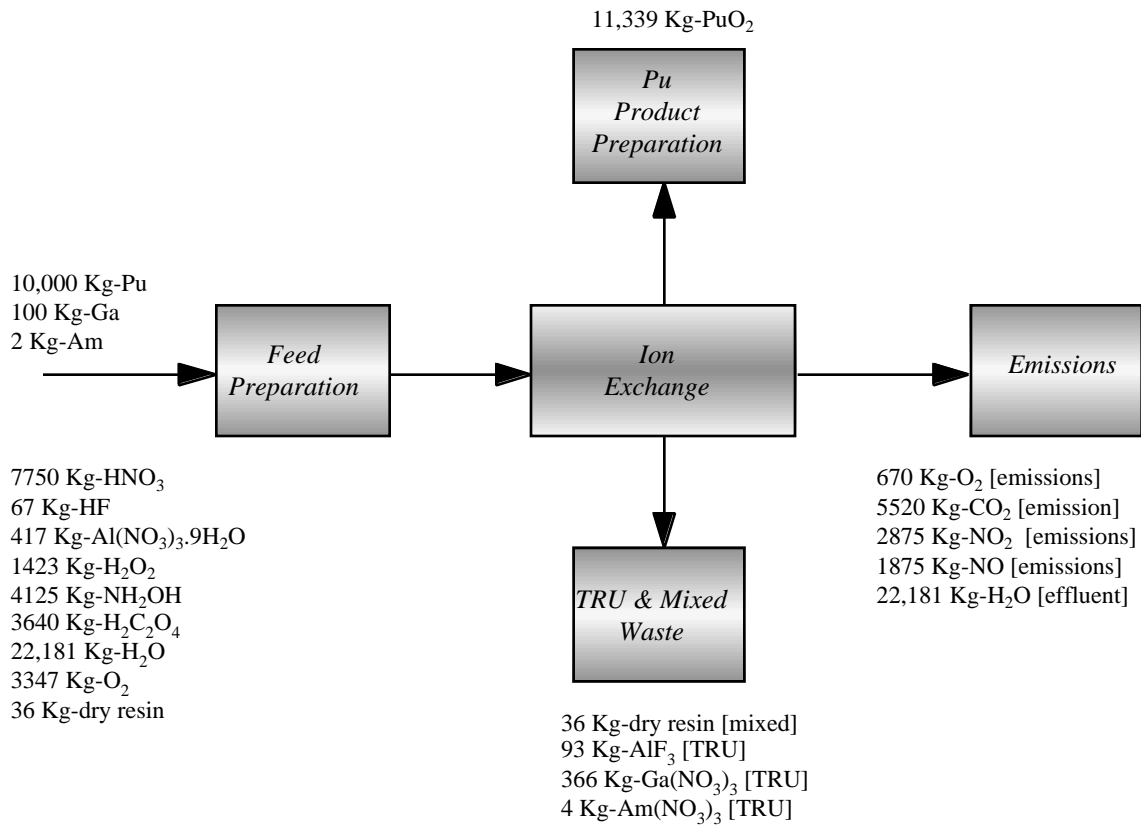 11,339 Kg-PuO₂
Pu
Product
Preparation
10,000 Kg-Pu
100 Kg-Ga
2 Kg-Am
Feed
Preparation
Ion
Exchange
Emissions
7750 Kg-HNO₃
67 Kg-HF
417 Kg-Al(NO₃)₃.9H₂O
1423 Kg-H₂O₂
4125 Kg-NH₂OH
3640 Kg-H₂C₂O₄
22,181 Kg-H₂O
3347 Kg-O₂
36 Kg-dry resin
TRU & Mixed
Waste
36 Kg-dry resin [mixed]
93 Kg-AlF₃ [TRU]
366 Kg-Ga(NO₃)₃ [TRU]
4 Kg-Am(NO₃)₃ [TRU]
670 Kg-O₂ [emissions]
5520 Kg-CO₂ [emission]
2875 Kg-NO₂ [emissions]
1875 Kg-NO [emissions]
22,181 Kg-H₂O [effluent]